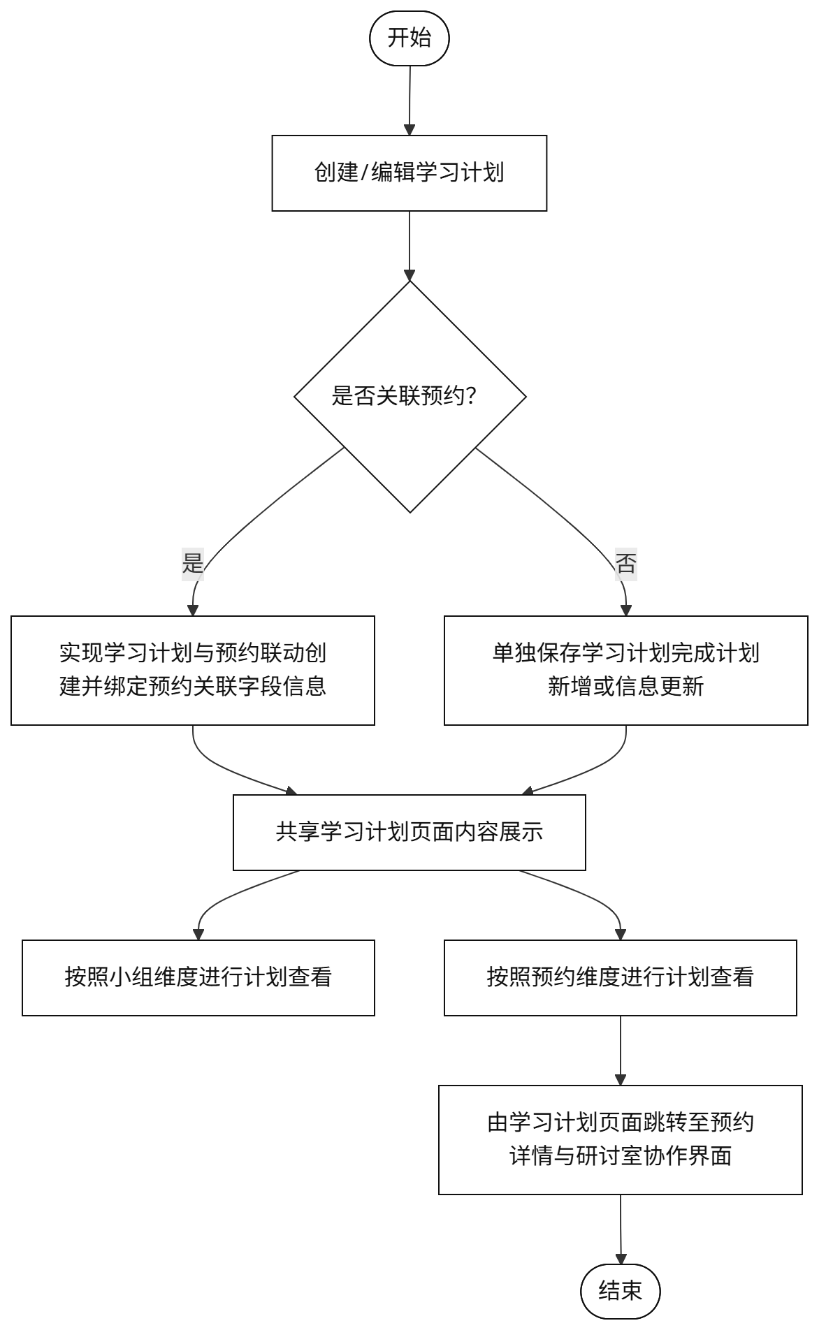 开始
创建/编辑学习计划
是否关联预约？
是
否
实现学习计划与预约联动创
建并绑定预约关联字段信息
单独保存学习计划完成计划
新增或信息更新
共享学习计划页面内容展示
按照小组维度进行计划查看
按照预约维度进行计划查看
由学习计划页面跳转至预约
详情与研讨室协作界面
结束